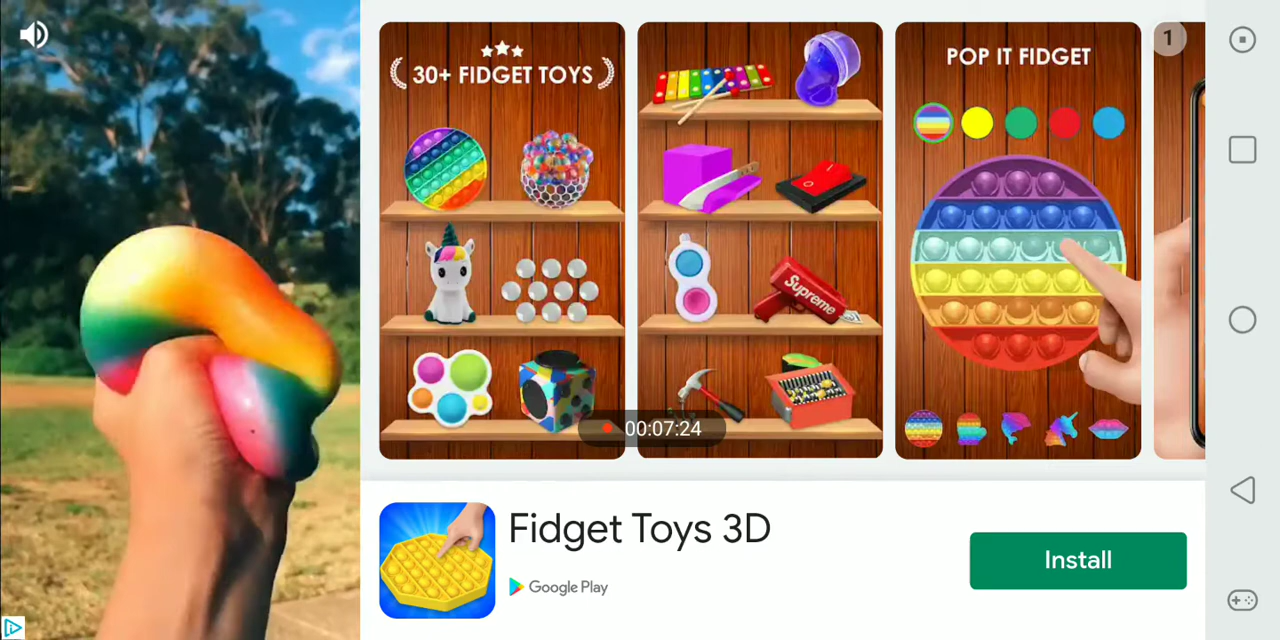 30+ FIDGET TOYS
Supreme
POP IT FIDGET
1
00:07:24
Fidget Toys 3D
Google Play
Install